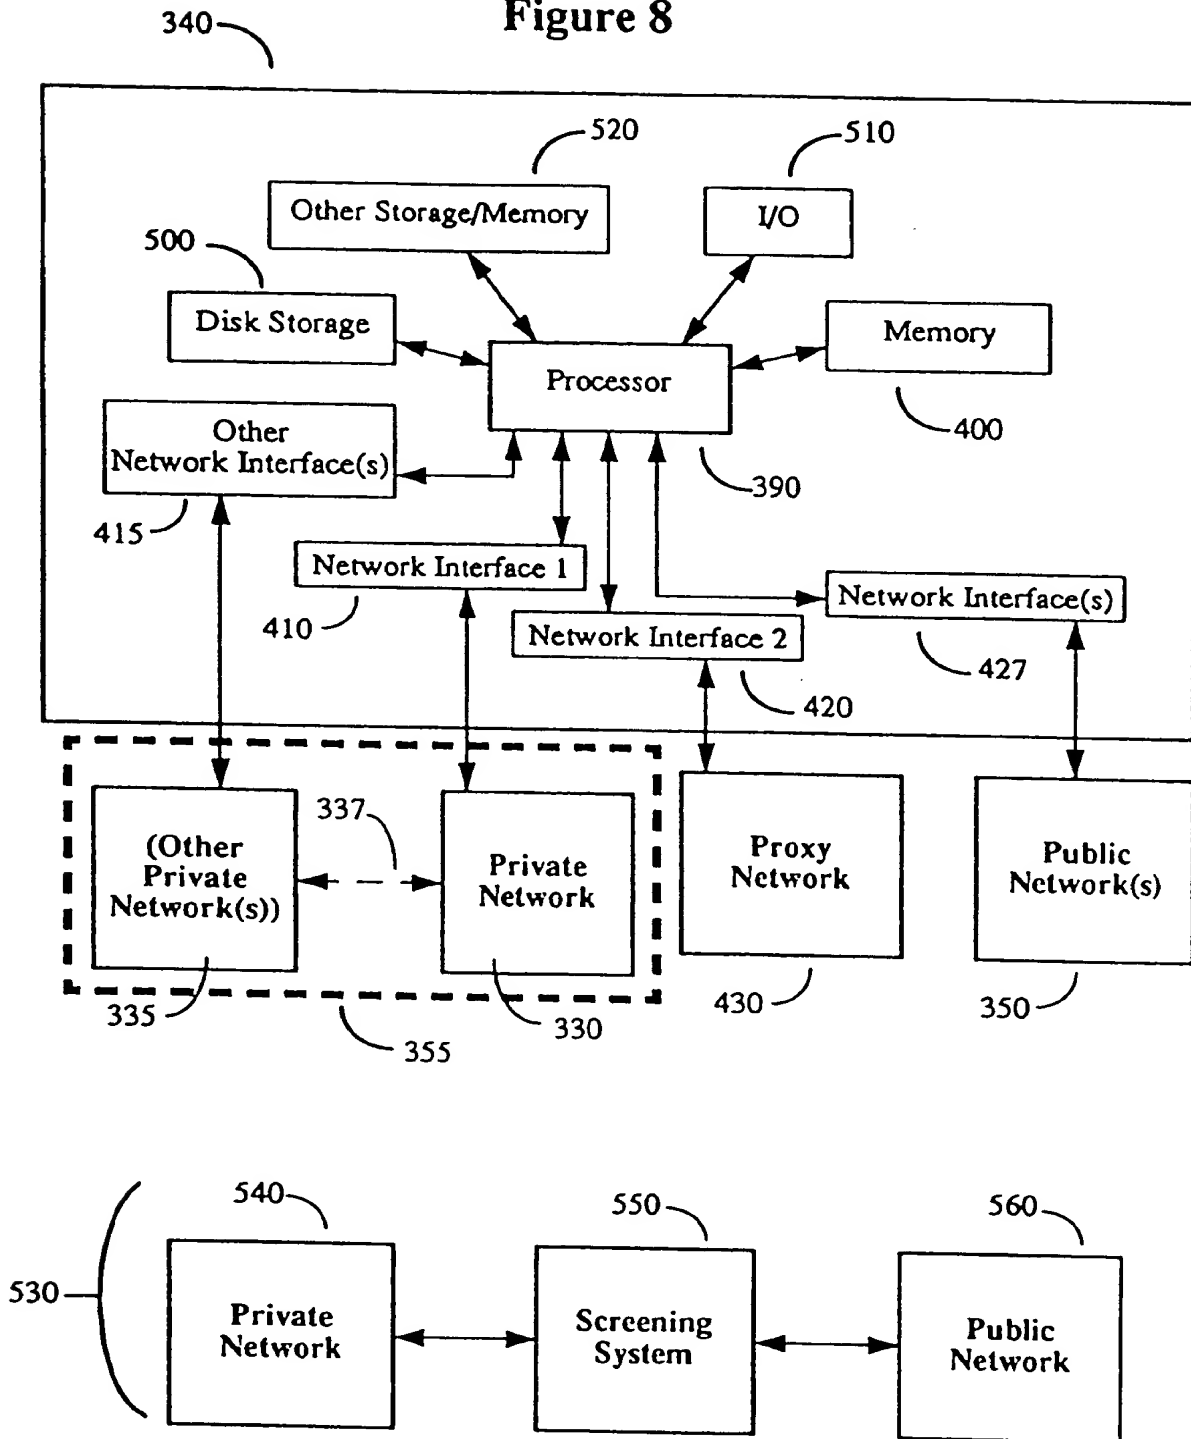 Figure 8
340
520
510
Other Storage/Memory
I/O
500
Disk Storage
Memory
Processor
400
Other
Network Interface(s)
390
415
Network Interface 1
Network Interface(s)
410
Network Interface 2
427
420
337
(Other
Private
Network(s))
Private
Network
Proxy
Network
Public
Network(s)
335
330
430
350
355
540
550
560
530
Private
Network
Screening
System
Public
Network